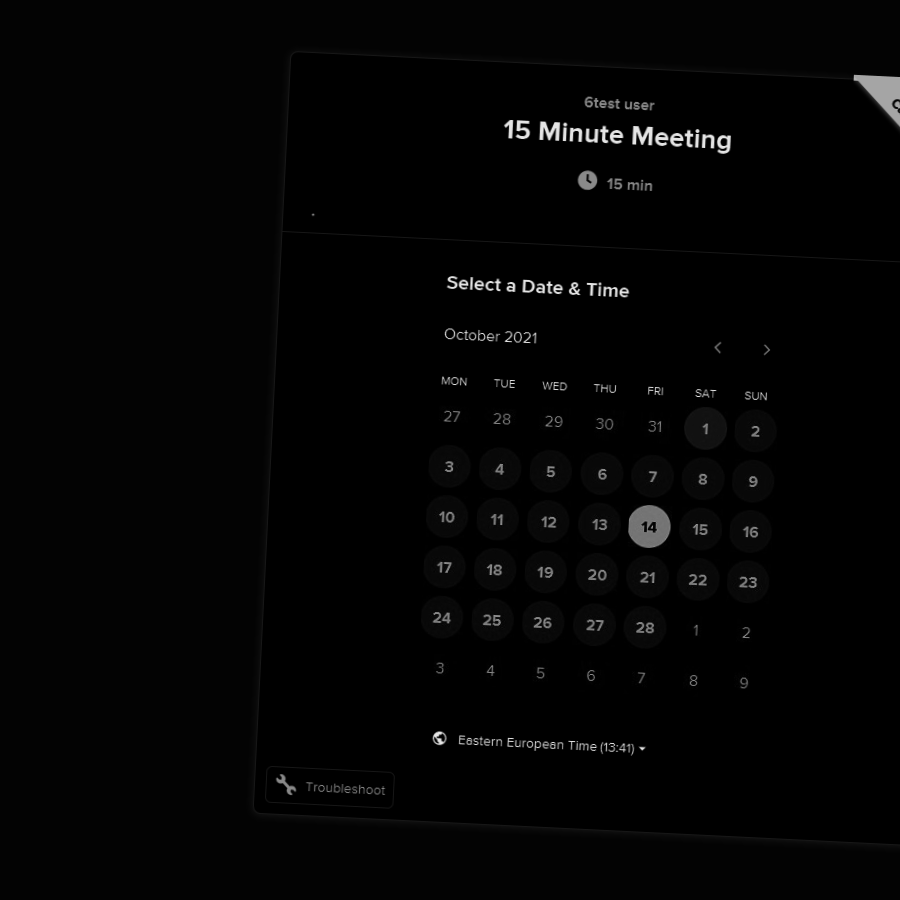 6test user
15 Minute Meeting
15 min
Select a Date & Time
October 2021
MON TUE WED THU FRI SAT SUN
27 28 29 30 31 1 2
3 4 5 6 7 8 9
10 11 12 13 14 15 16
17 18 19 20 21 22 23
24 25 26 27 28 1 2
3 4 5 6 7 8 9
Eastern European Time (13:41)
Troubleshoot